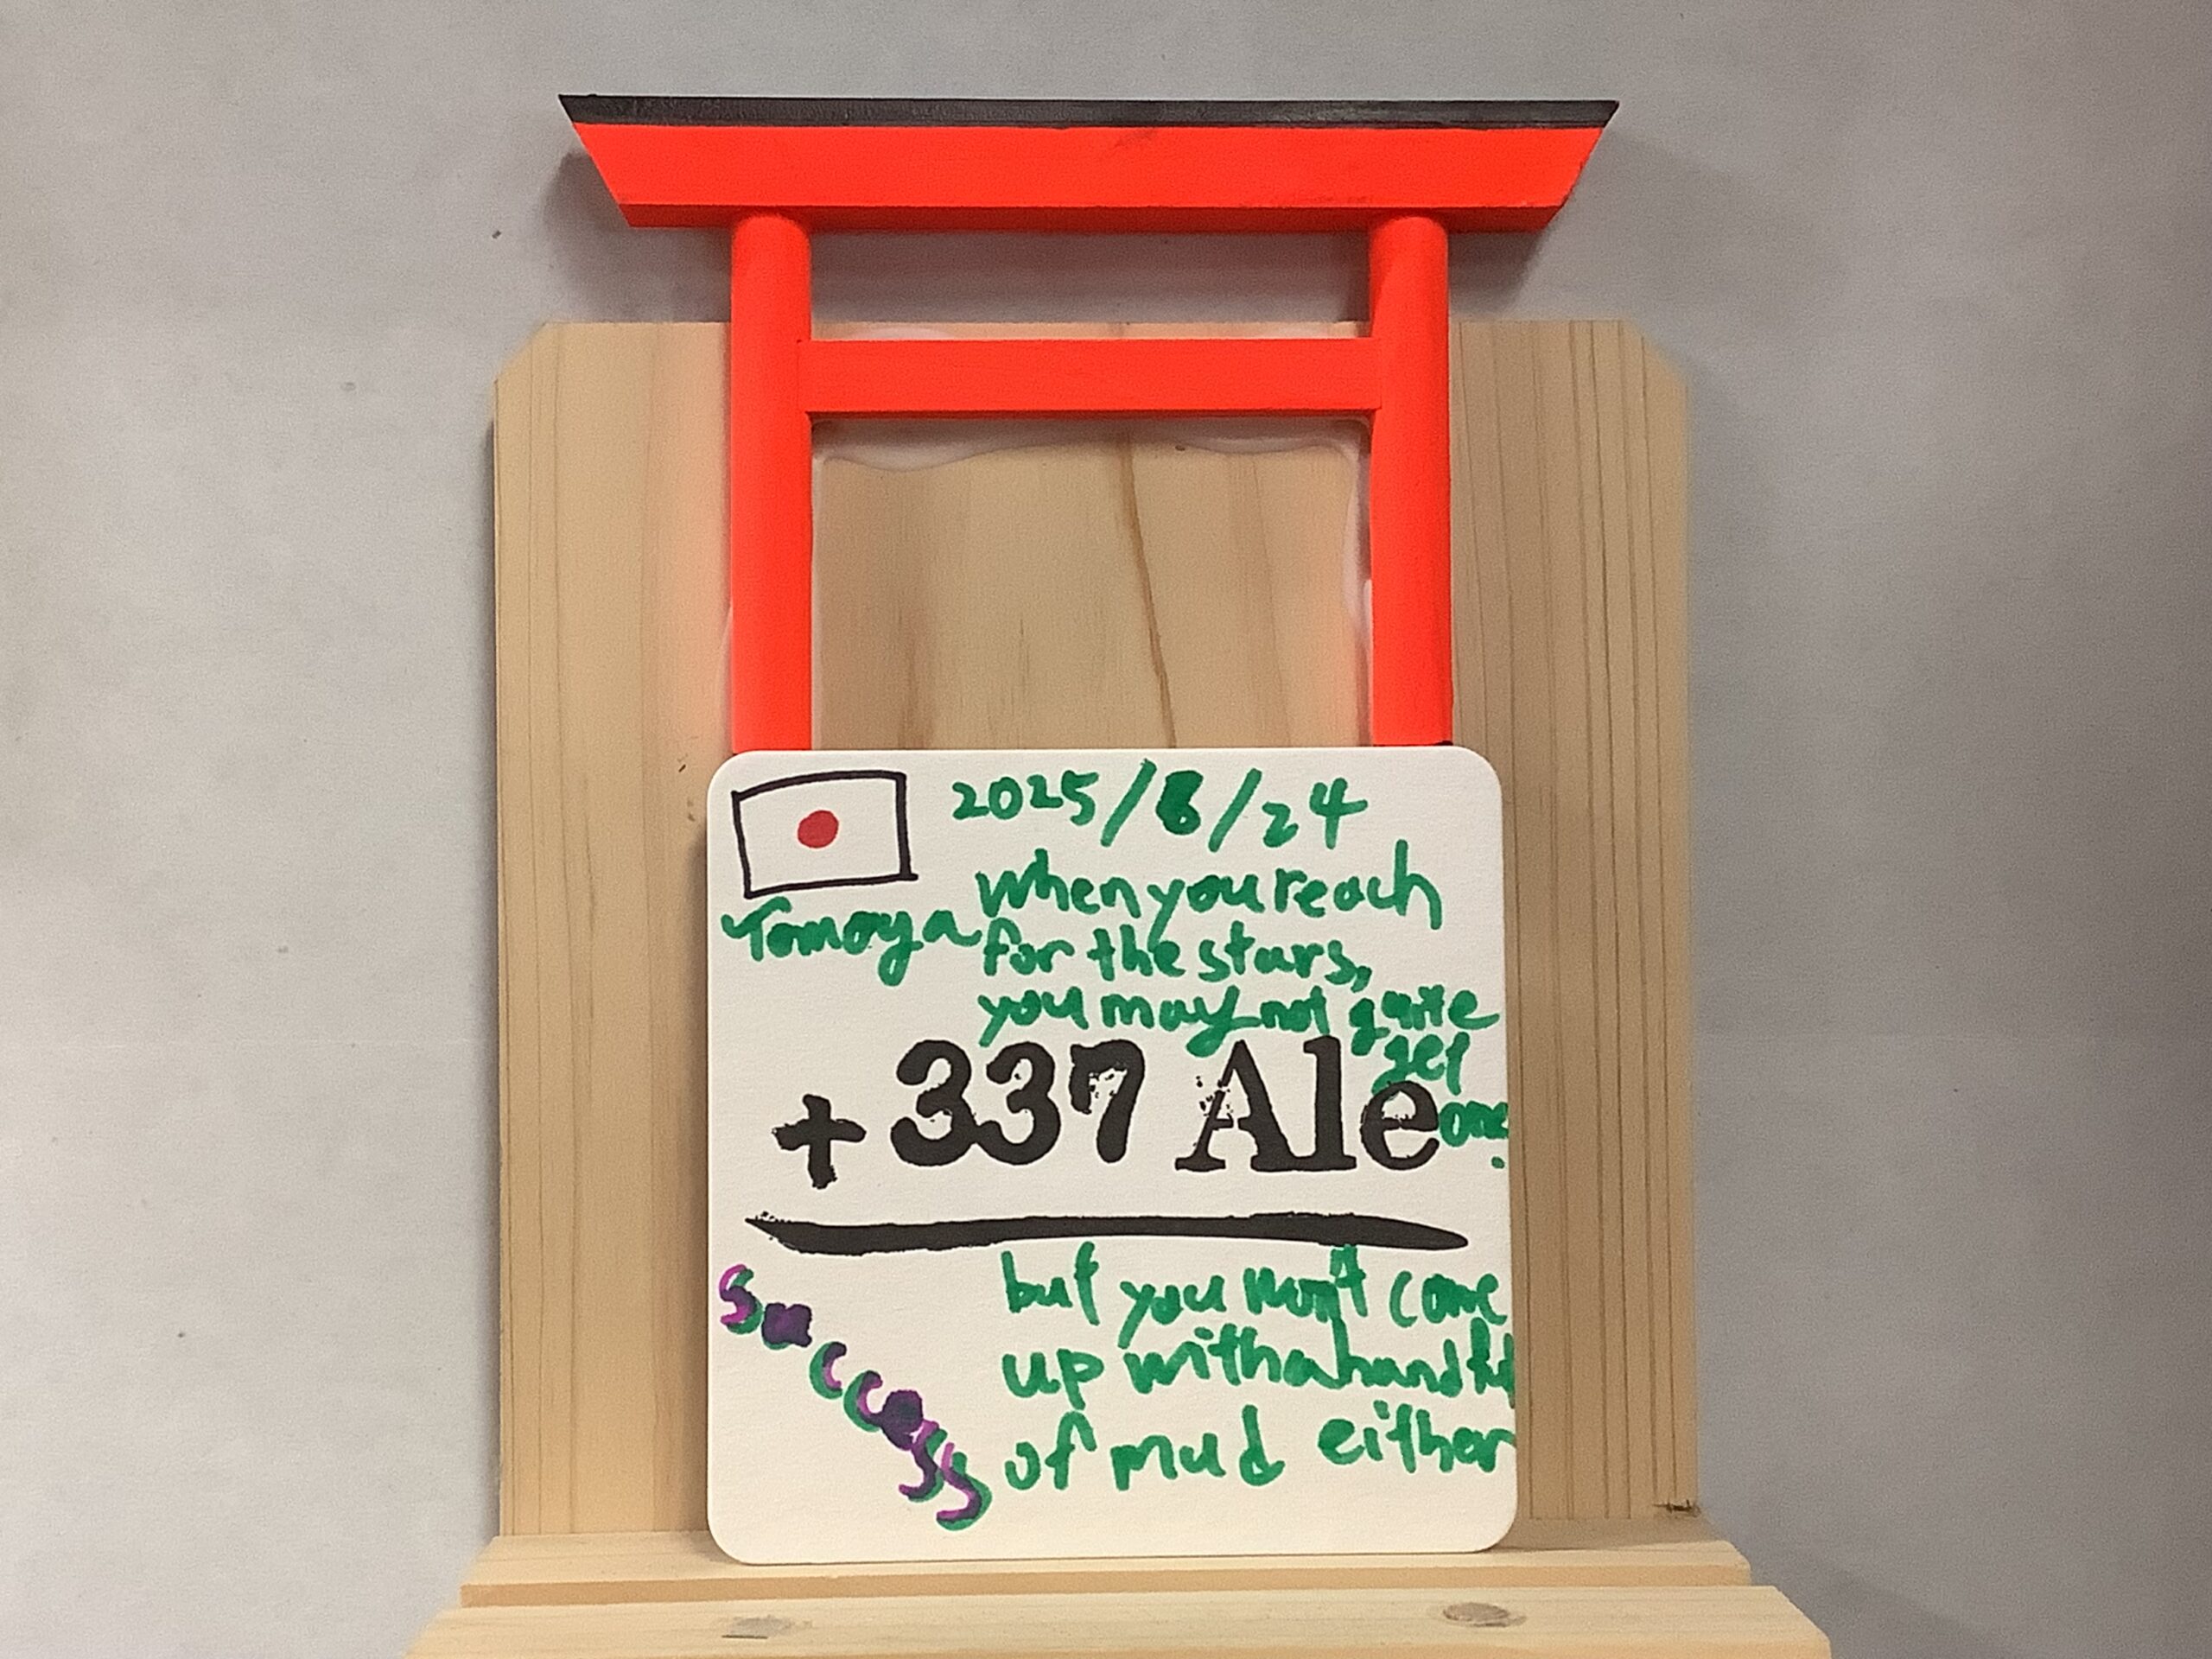 2025/8/24
Tomoya
When you reach
for the stars,
you may not quite
get
one.
+337 Ale
but you won't come
up with a handful
of mud either
Success